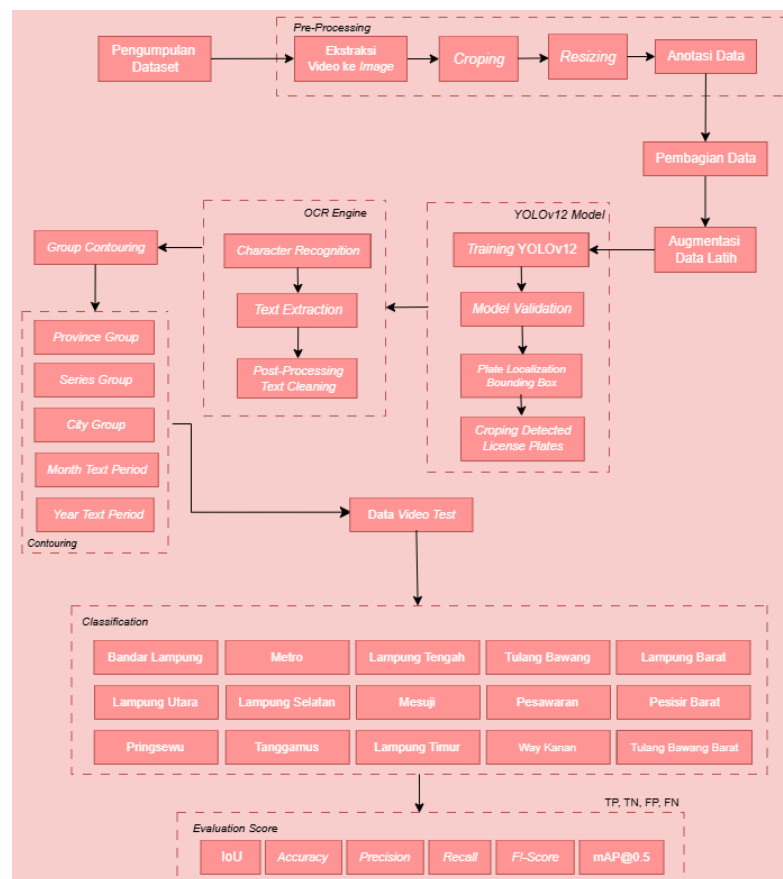 Pre-Processing
Pengumpulan
Dataset
Ekstraksi
Video ke Image
Croping
Resizing
Anotasi Data
Pembagian Data
Augmentasi
Data Latih
YOLOv12 Model
Training YOLOv12
Model Validation
Plate Localization
Bounding Box
Croping Detected
License Plates
OCR Engine
Character Recognition
Text Extraction
Post-Processing
Text Cleaning
Group Contouring
Province Group
Series Group
City Group
Month Text Period
Year Text Period
Contouring
Data Video Test
Classification
Bandar Lampung
Metro
Lampung Tengah
Tulang Bawang
Lampung Barat
Lampung Utara
Lampung Selatan
Mesuji
Pesawaran
Pesisir Barat
Pringsewu
Tanggamus
Lampung Timur
Way Kanan
Tulang Bawang Barat
TP, TN, FP, FN
Evaluation Score
IoU
Accuracy
Precision
Recall
F!-Score
mAP@0.5